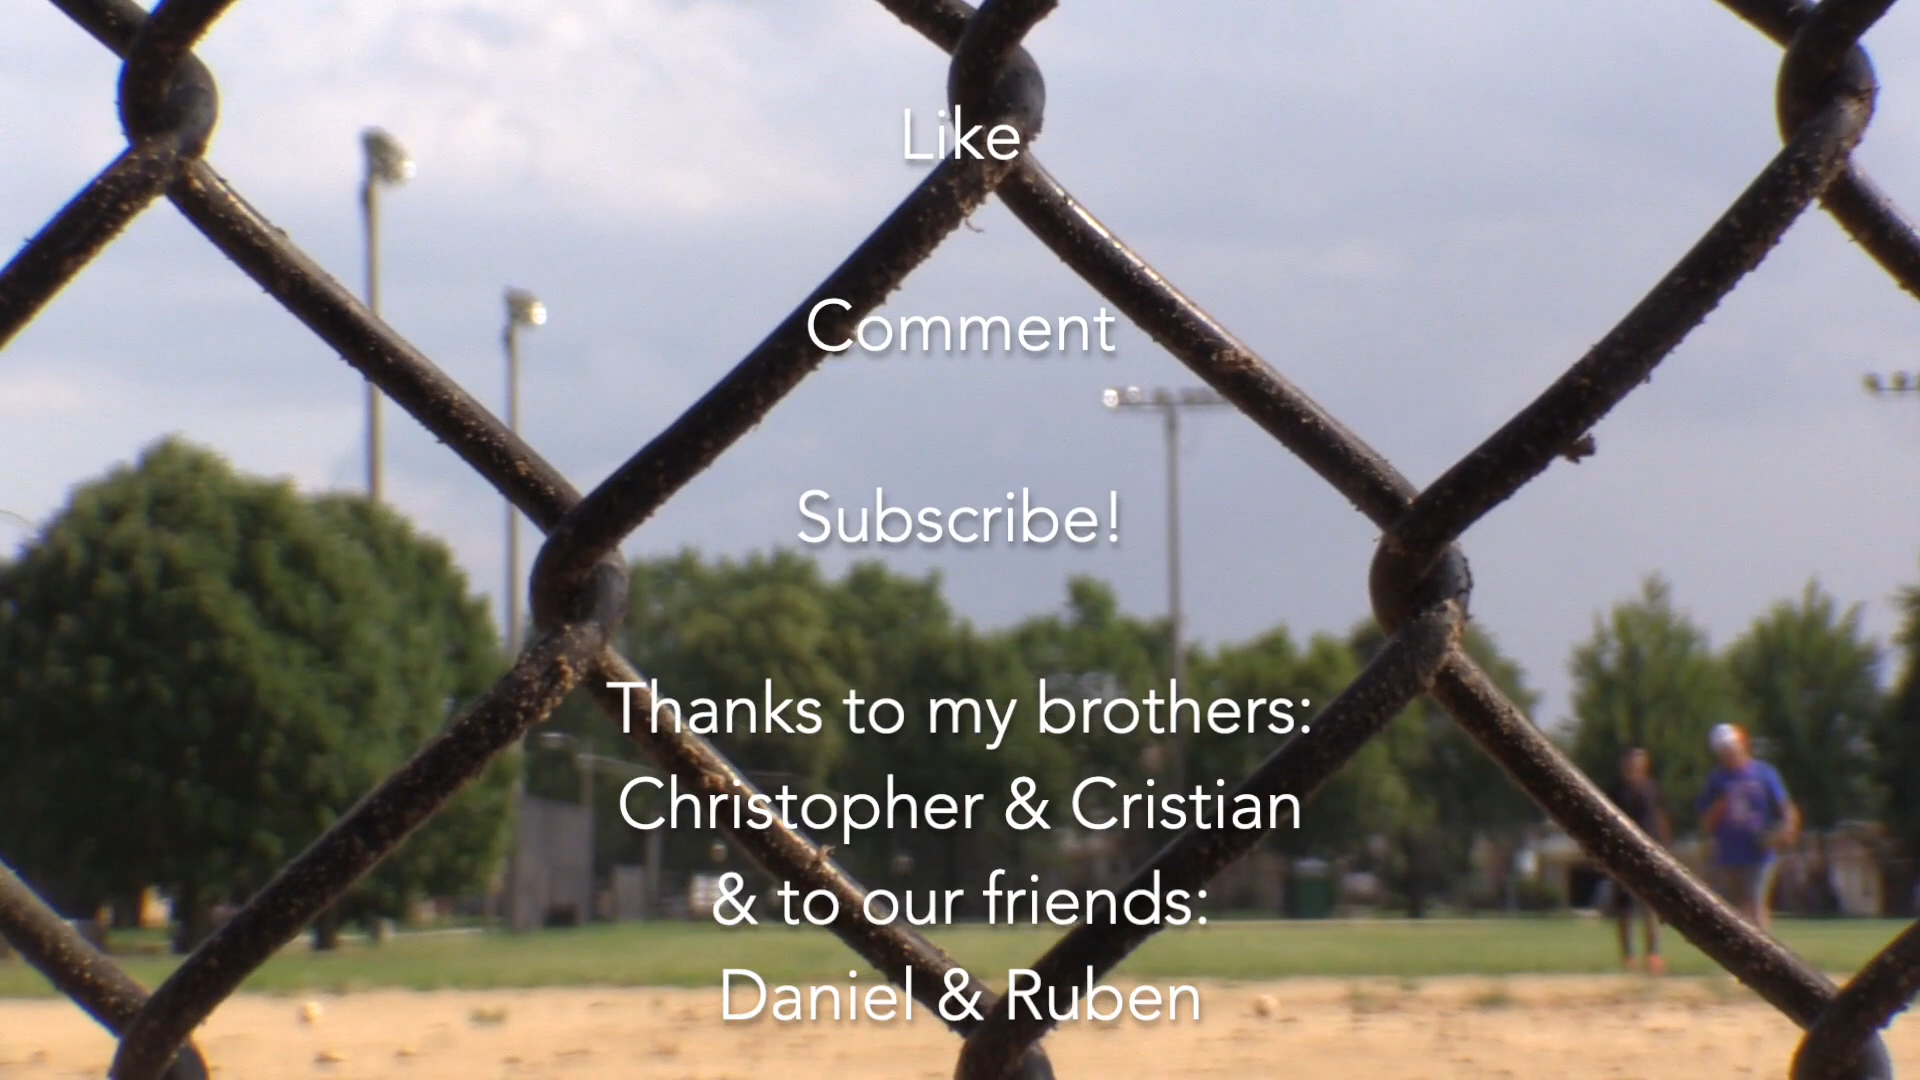 Like
Comment
Subscribe!
Thanks to my brothers:
Christopher & Cristian
& to our friends:
Daniel & Ruben